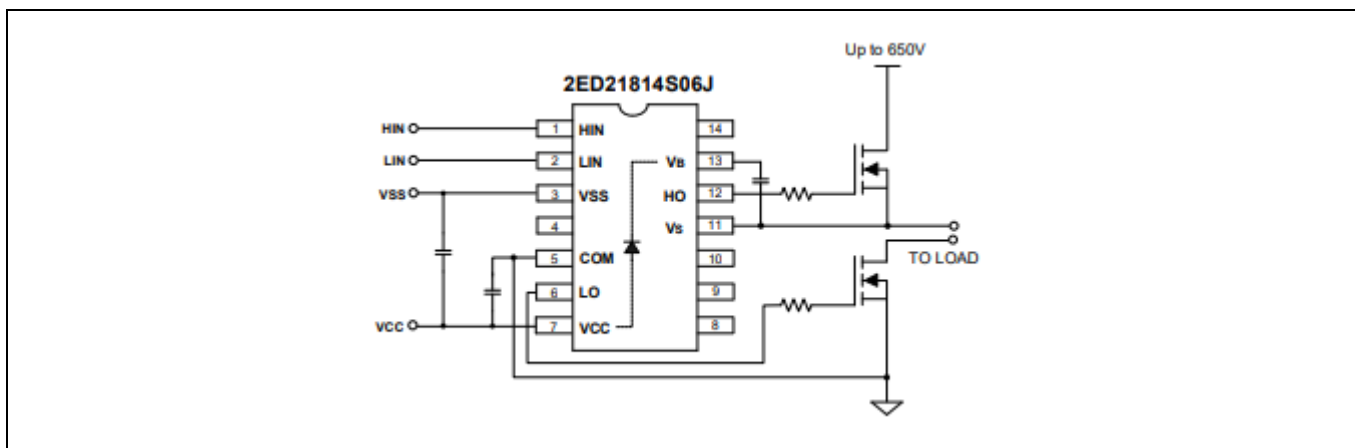 Up to 650V
2ED21814S06J
HIN 1 HIN 14
LIN 2 LIN VB 13
VSS 3 VSS HO 12
4 VS 11
5 COM 10
TO LOAD
6 LO 9
VCC 7 VCC 8